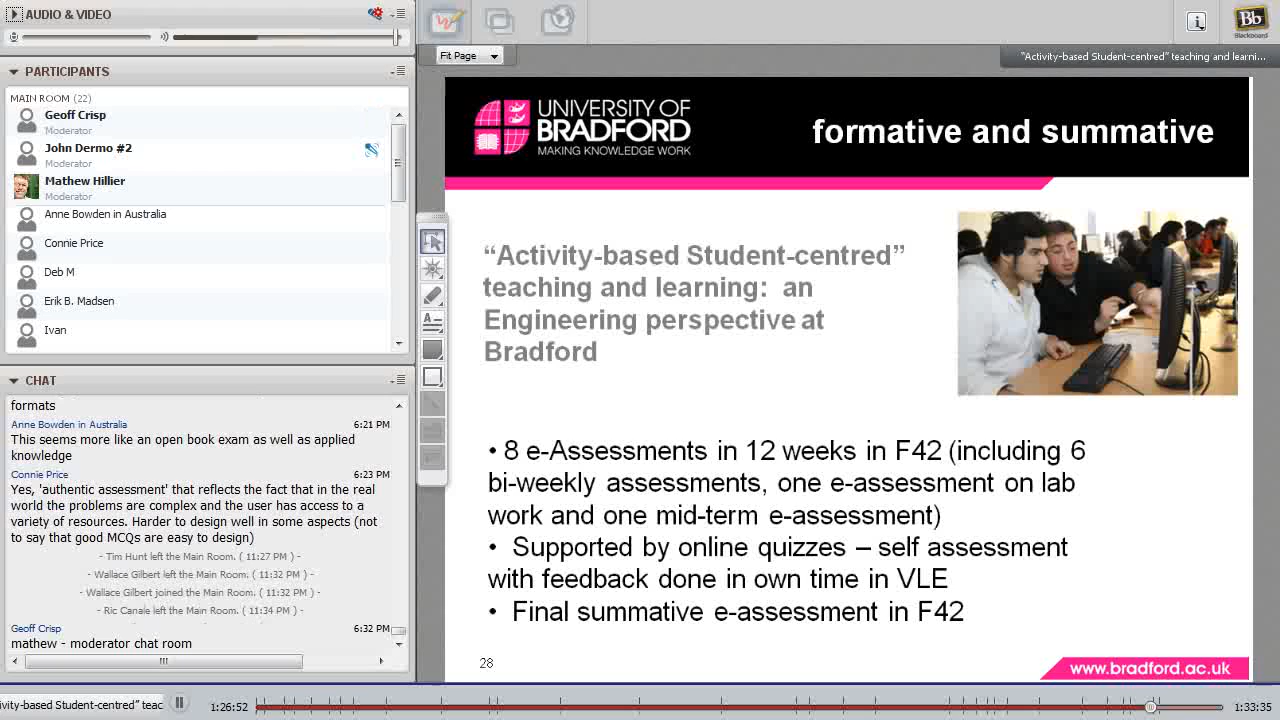 AUDIO & VIDEO
PARTICIPANTS
MAIN ROOM (22)
Geoff Crisp
Moderator
John Dermo #2
Moderator
Mathew Hillier
Moderator
Anne Bowden in Australia
Connie Price
Deb M
Erik B. Madsen
Ivan
CHAT
formats
Anne Bowden in Australia 6:21 PM
This seems more like an open book exam as well as applied
knowledge
Connie Price 6:23 PM
Yes, 'authentic assessment' that reflects the fact that in the real
world the problems are complex and the user has access to a
variety of resources. Harder to design well in some aspects (not
to say that good MCQs are easy to design)
- Tim Hunt left the Main Room. ( 11:27 PM ) -
- Wallace Gilbert left the Main Room. ( 11:32 PM ) -
- Wallace Gilbert joined the Main Room. ( 11:32 PM ) -
- Ric Canale left the Main Room. ( 11:34 PM ) -
Geoff Crisp 6:32 PM
mathew - moderator chat room
Fit Page
i
Bb
Blackboard
"Activity-based Student-centred" teaching and learni...
UNIVERSITY OF
BRADFORD
MAKING KNOWLEDGE WORK
formative and summative
“Activity-based Student-centred”
teaching and learning: an
Engineering perspective at
Bradford
• 8 e-Assessments in 12 weeks in F42 (including 6
bi-weekly assessments, one e-assessment on lab
work and one mid-term e-assessment)
• Supported by online quizzes – self assessment
with feedback done in own time in VLE
• Final summative e-assessment in F42
28
www.bradford.ac.uk
ivity-based Student-centred" teac
1:26:52
1:33:35